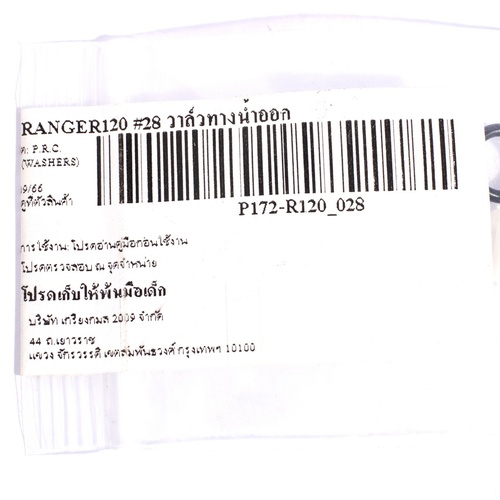 RANGER120 #28 วาล์วทางน้ำออก
P.R.C.
(WASHERS)
9/66
ดูที่ตัวสินค้า
P172-R120_028
การใช้งาน: โปรดอ่านคู่มือก่อนใช้งาน
โปรดตรวจสอบ ณ จุดจำหน่าย
โปรดเก็บให้พ้นมือเด็ก
บริษัท เกรียงกมล 2009 จำกัด
44 ถ.เยาวราช
แขวง จักรวรรดิ เขตสัมพันธวงศ์ กรุงเทพฯ 10100